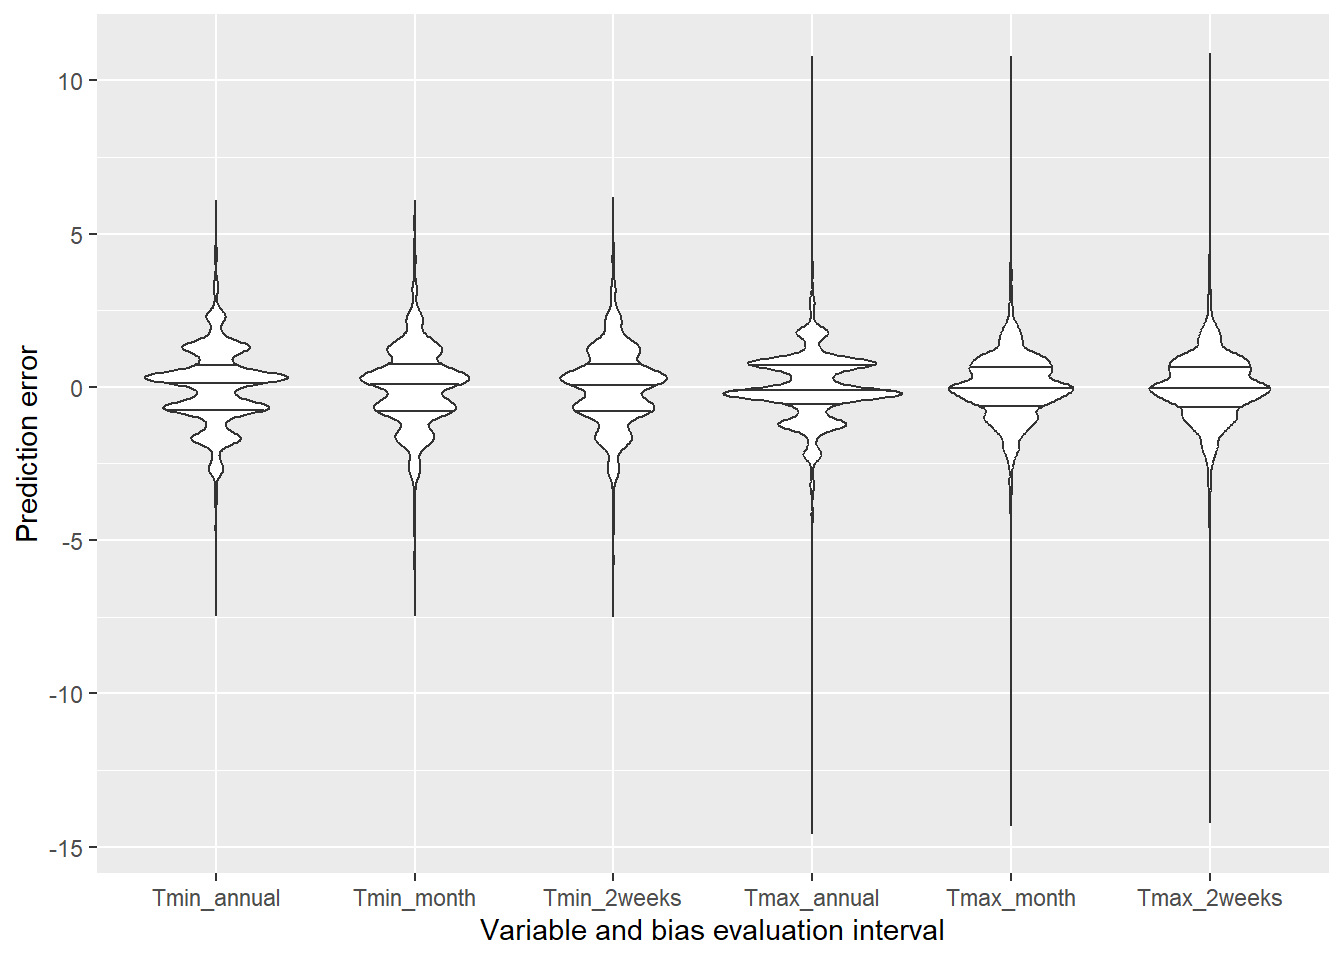 10
5
0
-5
-10
-15
Prediction error
Tmin_annual Tmin_month Tmin_2weeks Tmax_annual Tmax_month Tmax_2weeks
Variable and bias evaluation interval